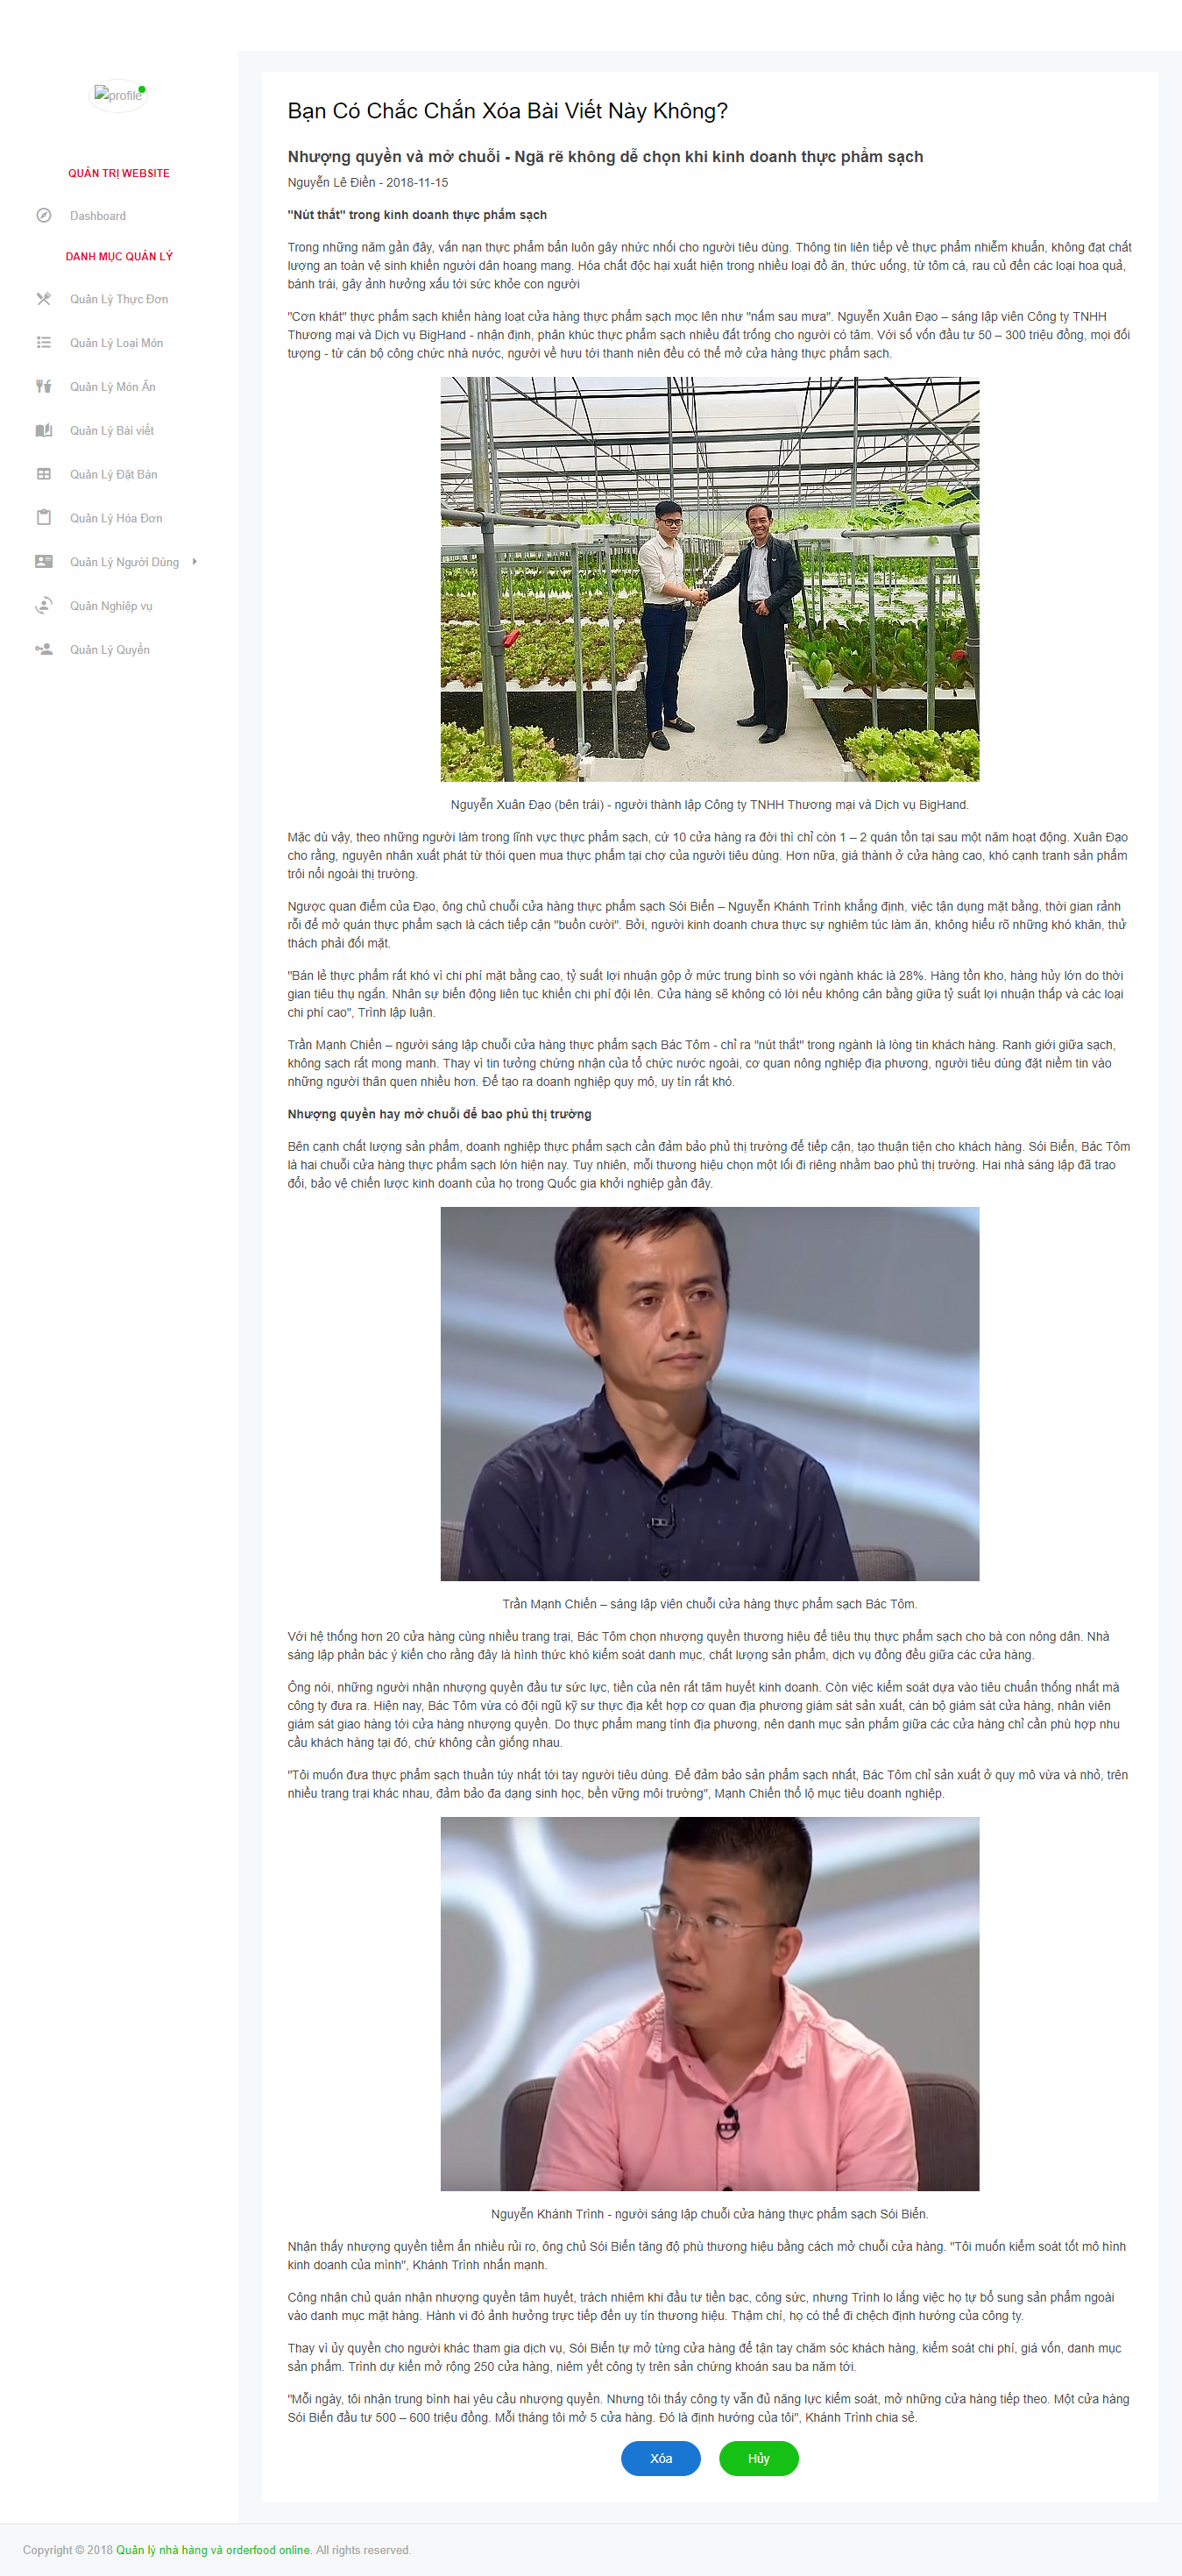 profile
QUẢN TRỊ WEBSITE
Dashboard
DANH MỤC QUẢN LÝ
Quản Lý Thực Đơn
Quản Lý Loại Món
Quản Lý Món Ăn
Quản Lý Bài viết
Quản Lý Đặt Bàn
Quản Lý Hóa Đơn
Quản Lý Người Dùng
Quản Nghiệp vụ
Quản Lý Quyền
Bạn Có Chắc Chắn Xóa Bài Viết Này Không?
Nhượng quyền và mở chuỗi - Ngã rẽ không dễ chọn khi kinh doanh thực phẩm sạch
Nguyễn Lê Điền - 2018-11-15
"Nút thắt" trong kinh doanh thực phẩm sạch
Trong những năm gần đây, vấn nạn thực phẩm bẩn luôn gây nhức nhối cho người tiêu dùng. Thông tin liên tiếp về thực phẩm nhiễm khuẩn, không đạt chất
lượng an toàn vệ sinh khiến người dân hoang mang. Hóa chất độc hại xuất hiện trong nhiều loại đồ ăn, thức uống, từ tôm cá, rau củ đến các loại hoa quả,
bánh trái, gây ảnh hưởng xấu tới sức khỏe con người
"Cơn khát" thực phẩm sạch khiến hàng loạt cửa hàng thực phẩm sạch mọc lên như "nấm sau mưa". Nguyễn Xuân Đạo – sáng lập viên Công ty TNHH
Thương mại và Dịch vụ BigHand - nhận định, phân khúc thực phẩm sạch nhiều đất trống cho người có tâm. Với số vốn đầu tư 50 – 300 triệu đồng, mọi đối
tượng - từ cán bộ công chức nhà nước, người về hưu tới thanh niên đều có thể mở cửa hàng thực phẩm sạch.
Nguyễn Xuân Đạo (bên trái) - người thành lập Công ty TNHH Thương mại và Dịch vụ BigHand.
Mặc dù vậy, theo những người làm trong lĩnh vực thực phẩm sạch, cứ 10 cửa hàng ra đời thì chỉ còn 1 – 2 quán tồn tại sau một năm hoạt động. Xuân Đạo
cho rằng, nguyên nhân xuất phát từ thói quen mua thực phẩm tại chợ của người tiêu dùng. Hơn nữa, giá thành ở cửa hàng cao, khó cạnh tranh sản phẩm
trôi nổi ngoài thị trường.
Ngược quan điểm của Đạo, ông chủ chuỗi cửa hàng thực phẩm sạch Sói Biển – Nguyễn Khánh Trình khẳng định, việc tận dụng mặt bằng, thời gian rảnh
rỗi để mở quán thực phẩm sạch là cách tiếp cận "buồn cười". Bởi, người kinh doanh chưa thực sự nghiêm túc làm ăn, không hiểu rõ những khó khăn, thử
thách phải đối mặt.
"Bán lẻ thực phẩm rất khó vì chi phí mặt bằng cao, tỷ suất lợi nhuận gộp ở mức trung bình so với ngành khác là 28%. Hàng tồn kho, hàng hủy lớn do thời
gian tiêu thụ ngắn. Nhân sự biến động liên tục khiến chi phí đội lên. Cửa hàng sẽ không có lời nếu không cân bằng giữa tỷ suất lợi nhuận thấp và các loại
chi phí cao", Trình lập luận.
Trần Mạnh Chiến – người sáng lập chuỗi cửa hàng thực phẩm sạch Bác Tôm - chỉ ra "nút thắt" trong ngành là lòng tin khách hàng. Ranh giới giữa sạch,
không sạch rất mong manh. Thay vì tin tưởng chứng nhận của tổ chức nước ngoài, cơ quan nông nghiệp địa phương, người tiêu dùng đặt niềm tin vào
những người thân quen nhiều hơn. Để tạo ra doanh nghiệp quy mô, uy tín rất khó.
Nhượng quyền hay mở chuỗi để bao phủ thị trường
Bên cạnh chất lượng sản phẩm, doanh nghiệp thực phẩm sạch cần đảm bảo phủ thị trường để tiếp cận, tạo thuận tiện cho khách hàng. Sói Biển, Bác Tôm
là hai chuỗi cửa hàng thực phẩm sạch lớn hiện nay. Tuy nhiên, mỗi thương hiệu chọn một lối đi riêng nhằm bao phủ thị trường. Hai nhà sáng lập đã trao
đổi, bảo vệ chiến lược kinh doanh của họ trong Quốc gia khởi nghiệp gần đây.
Trần Mạnh Chiến – sáng lập viên chuỗi cửa hàng thực phẩm sạch Bác Tôm.
Với hệ thống hơn 20 cửa hàng cùng nhiều trang trại, Bác Tôm chọn nhượng quyền thương hiệu để tiêu thụ thực phẩm sạch cho bà con nông dân. Nhà
sáng lập phản bác ý kiến cho rằng đây là hình thức khó kiểm soát danh mục, chất lượng sản phẩm, dịch vụ đồng đều giữa các cửa hàng.
Ông nói, những người nhận nhượng quyền đầu tư sức lực, tiền của nên rất tâm huyết kinh doanh. Còn việc kiểm soát dựa vào tiêu chuẩn thống nhất mà
công ty đưa ra. Hiện nay, Bác Tôm vừa có đội ngũ kỹ sư thực địa kết hợp cơ quan địa phương giám sát sản xuất, cán bộ giám sát cửa hàng, nhân viên
giám sát giao hàng tới cửa hàng nhượng quyền. Do thực phẩm mang tính địa phương, nên danh mục sản phẩm giữa các cửa hàng chỉ cần phù hợp nhu
cầu khách hàng tại đó, chứ không cần giống nhau.
"Tôi muốn đưa thực phẩm sạch thuần túy nhất tới tay người tiêu dùng. Để đảm bảo sản phẩm sạch nhất, Bác Tôm chỉ sản xuất ở quy mô vừa và nhỏ, trên
nhiều trang trại khác nhau, đảm bảo đa dạng sinh học, bền vững môi trường", Mạnh Chiến thổ lộ mục tiêu doanh nghiệp.
Nguyễn Khánh Trình - người sáng lập chuỗi cửa hàng thực phẩm sạch Sói Biển.
Nhận thấy nhượng quyền tiềm ẩn nhiều rủi ro, ông chủ Sói Biển tăng độ phủ thương hiệu bằng cách mở chuỗi cửa hàng. "Tôi muốn kiểm soát tốt mô hình
kinh doanh của mình", Khánh Trình nhấn mạnh.
Công nhận chủ quán nhận nhượng quyền tâm huyết, trách nhiệm khi đầu tư tiền bạc, công sức, nhưng Trình lo lắng việc họ tự bổ sung sản phẩm ngoài
vào danh mục mặt hàng. Hành vi đó ảnh hưởng trực tiếp đến uy tín thương hiệu. Thậm chí, họ có thể đi chệch định hướng của công ty.
Thay vì ủy quyền cho người khác tham gia dịch vụ, Sói Biển tự mở từng cửa hàng để tận tay chăm sóc khách hàng, kiểm soát chi phí, giá vốn, danh mục
sản phẩm. Trình dự kiến mở rộng 250 cửa hàng, niêm yết công ty trên sàn chứng khoán sau ba năm tới.
"Mỗi ngày, tôi nhận trung bình hai yêu cầu nhượng quyền. Nhưng tôi thấy công ty vẫn đủ năng lực kiểm soát, mở những cửa hàng tiếp theo. Một cửa hàng
Sói Biển đầu tư 500 – 600 triệu đồng. Mỗi tháng tôi mở 5 cửa hàng. Đó là định hướng của tôi", Khánh Trình chia sẻ.
Xóa
Hủy
Copyright © 2018 Quản lý nhà hàng và orderfood online. All rights reserved.